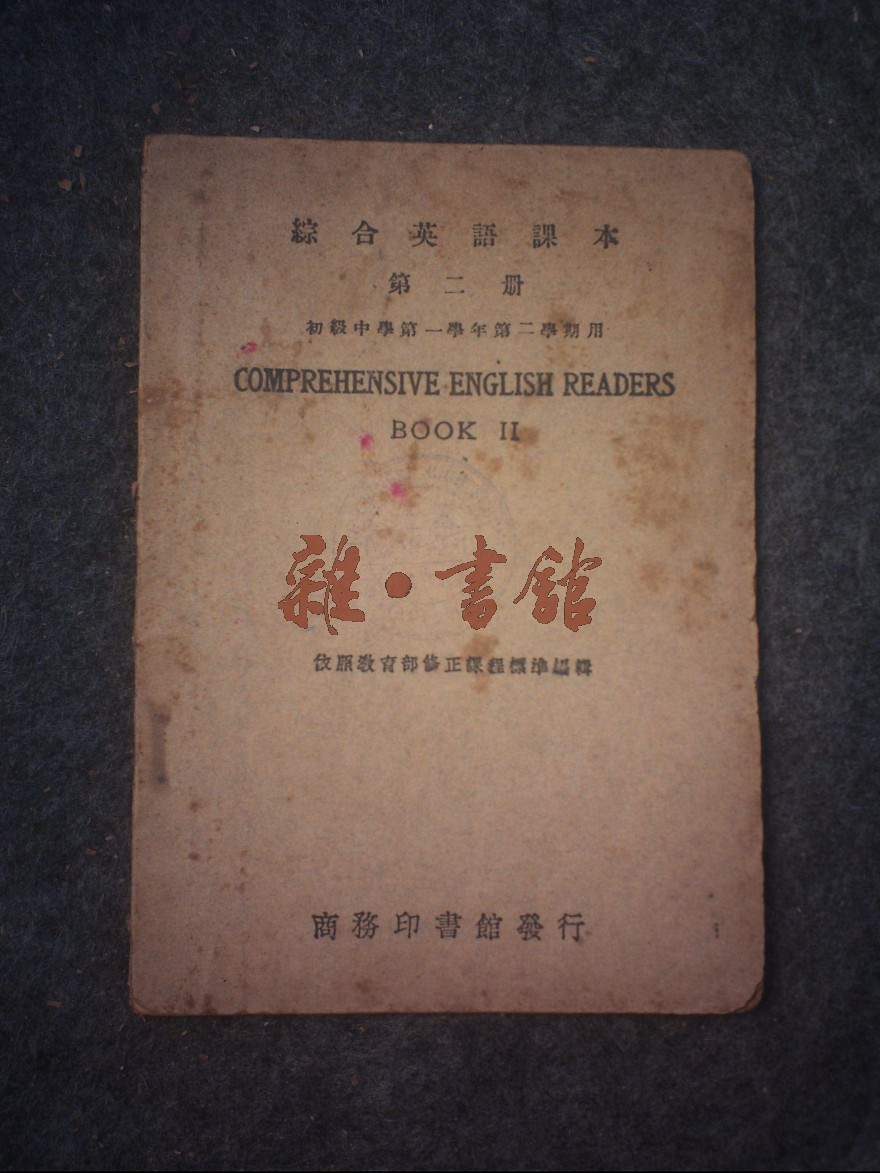 綜合英語課本
第二册
初級中學第一學年第二學期用
COMPREHENSIVE ENGLISH READERS
BOOK II
雜·書館
依照教育部修正課程標準編輯
商務印書館發行